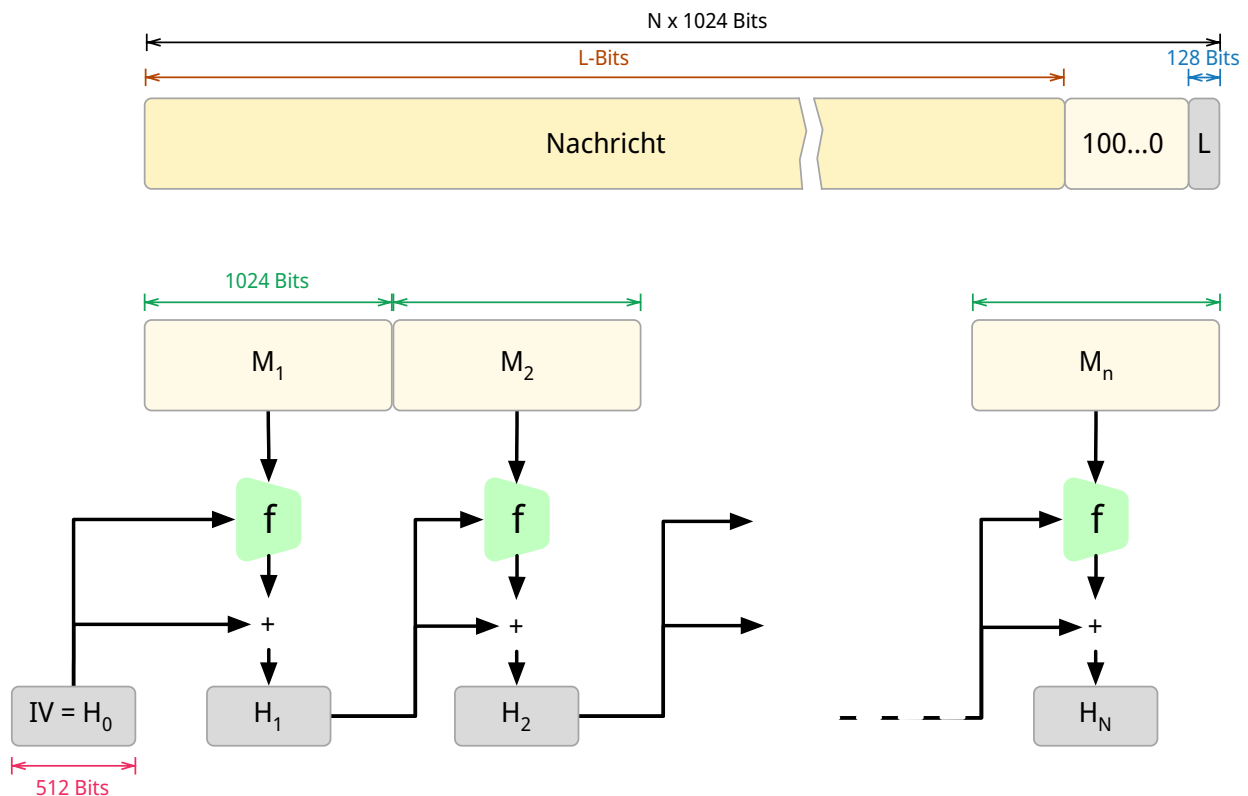 N x 1024 Bits
L-Bits
128 Bits
Nachricht
100...0
L
1024 Bits
M1
M2
Mn
f
f
f
+
+
+
IV = H0
H1
H2
HN
512 Bits